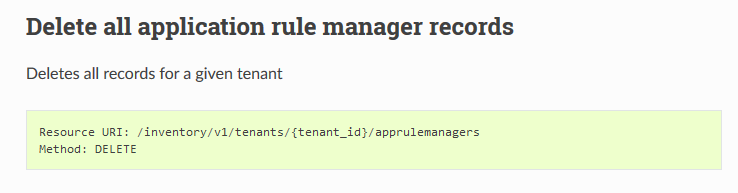 Delete all application rule manager records
Deletes all records for a given tenant
Resource URI: /inventory/v1/tenants/{tenant_id}/apprulemanagers
Method: DELETE